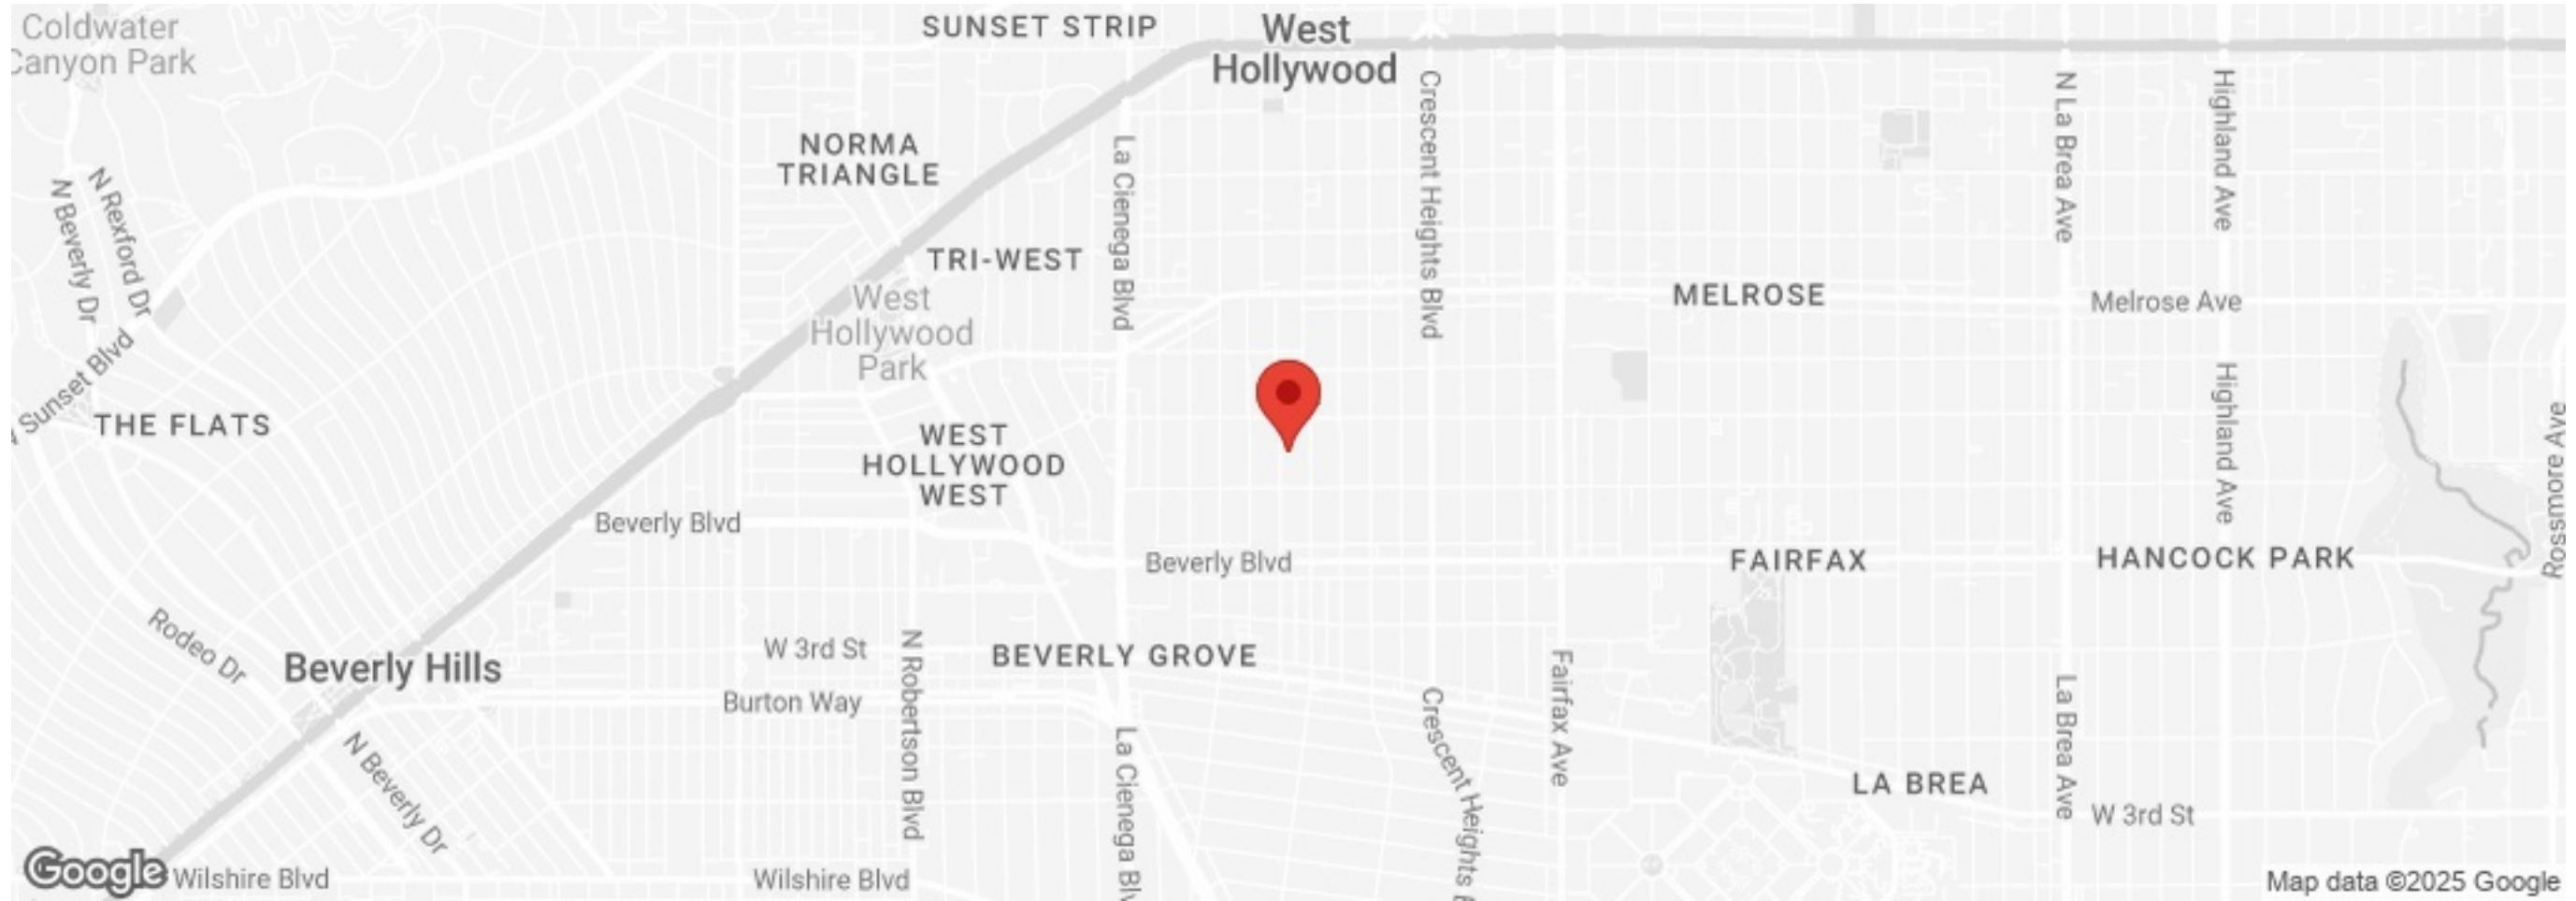 Coldwater
Canyon Park
SUNSET STRIP
West
Hollywood
Crescent Heights Blvd
N La Brea Ave
Highland Ave
NORMA
TRIANGLE
La Cienega Blvd
N Rexford Dr
N Beverly Dr
TRI-WEST
West
Hollywood
Park
MELROSE
Melrose Ave
Sunset Blvd
THE FLATS
WEST
HOLLYWOOD
WEST
Highland Ave
Rossmore Ave
Beverly Blvd
Beverly Blvd
FAIRFAX
HANCOCK PARK
Rodeo Dr
Beverly Hills
W 3rd St
N Robertson Blvd
BEVERLY GROVE
Fairfax Ave
Burton Way
Crescent Heights B
La Brea Ave
N Beverly Dr
La Cienega Blv
LA BREA
W 3rd St
Google
Wilshire Blvd
Wilshire Blvd
Map data ©2025 Google